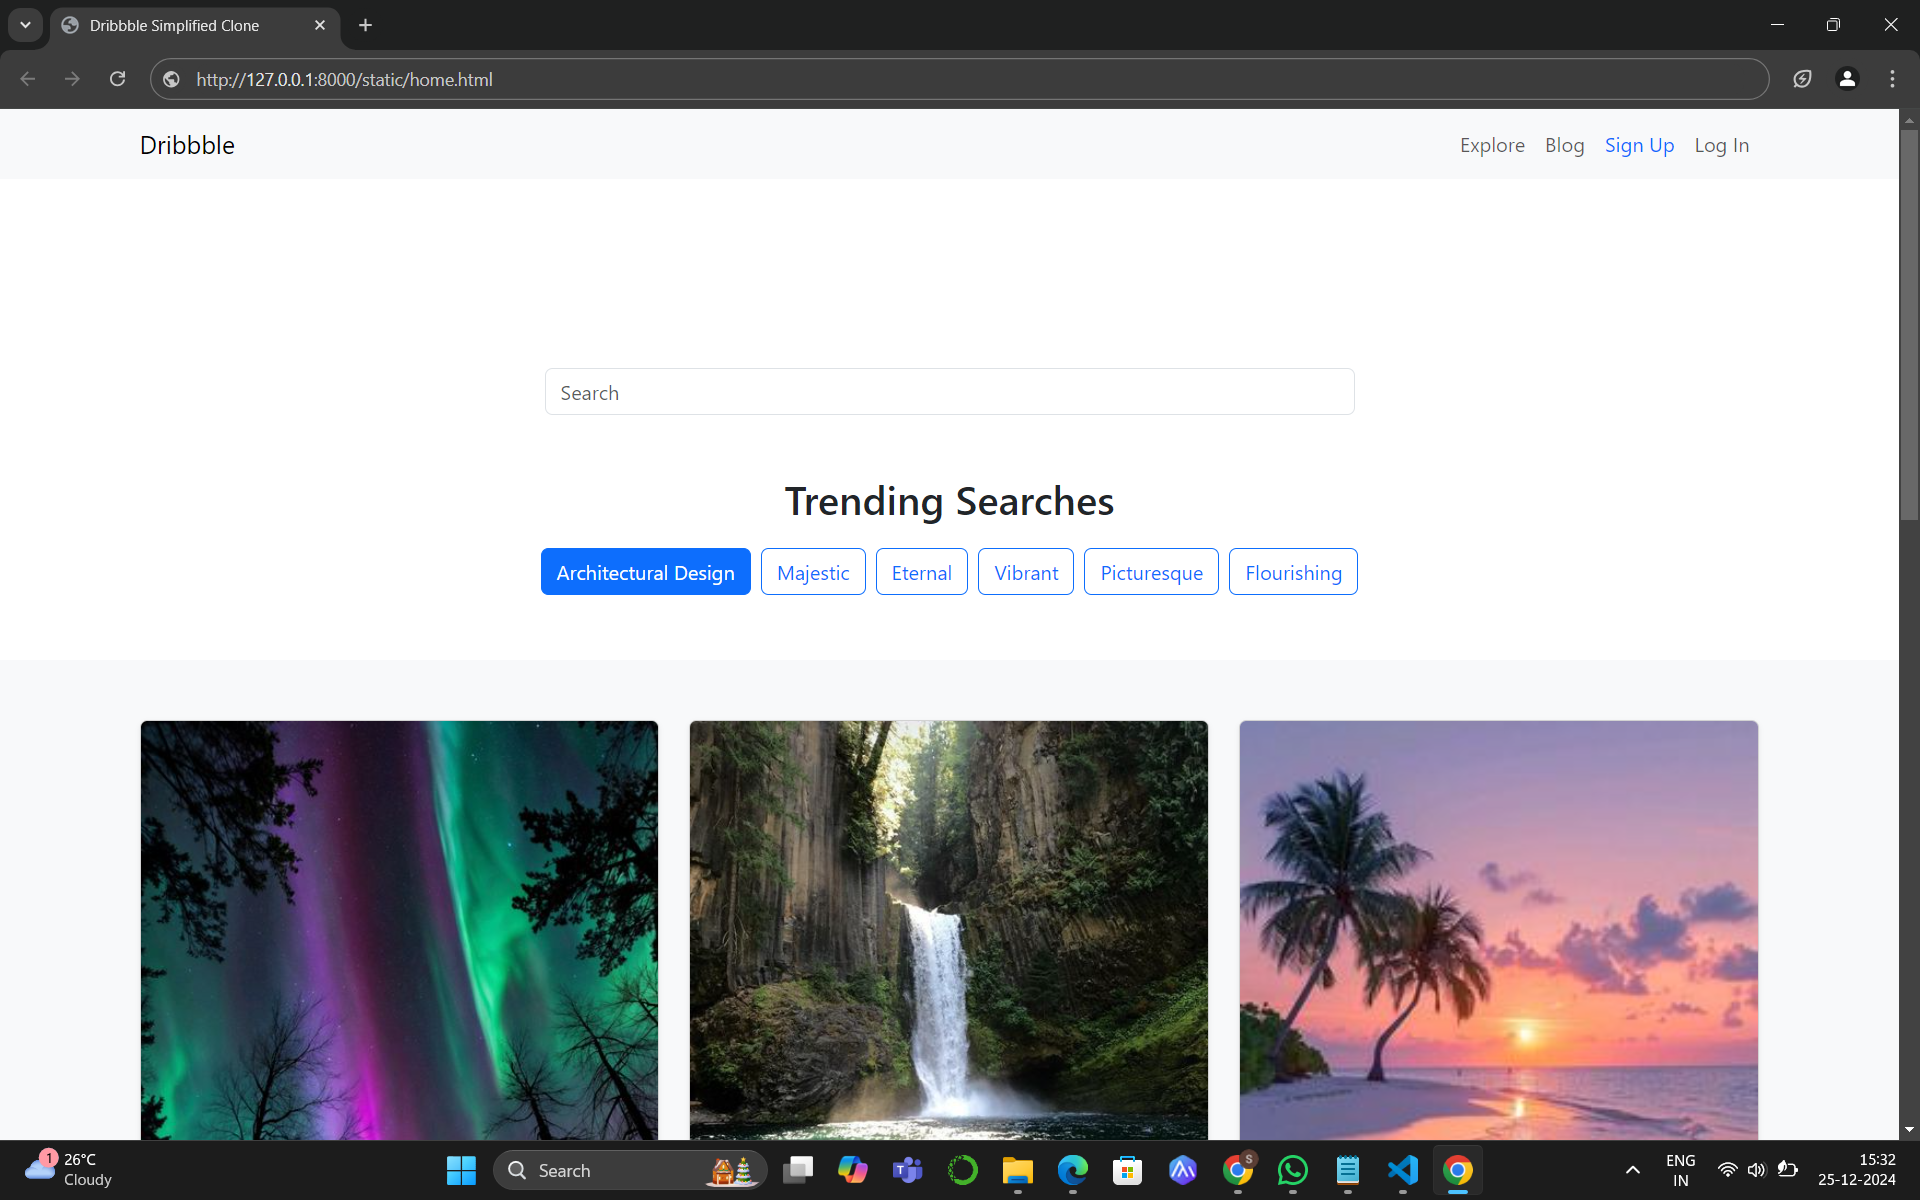 Dribbble Simplified Clone
http://127.0.0.1:8000/static/home.html
Dribbble
Explore Blog Sign Up Log In
Search
Trending Searches
Architectural Design Majestic Eternal Vibrant Picturesque Flourishing
1
26°C
Cloudy
Search
S
ENG
IN
15:32
25-12-2024